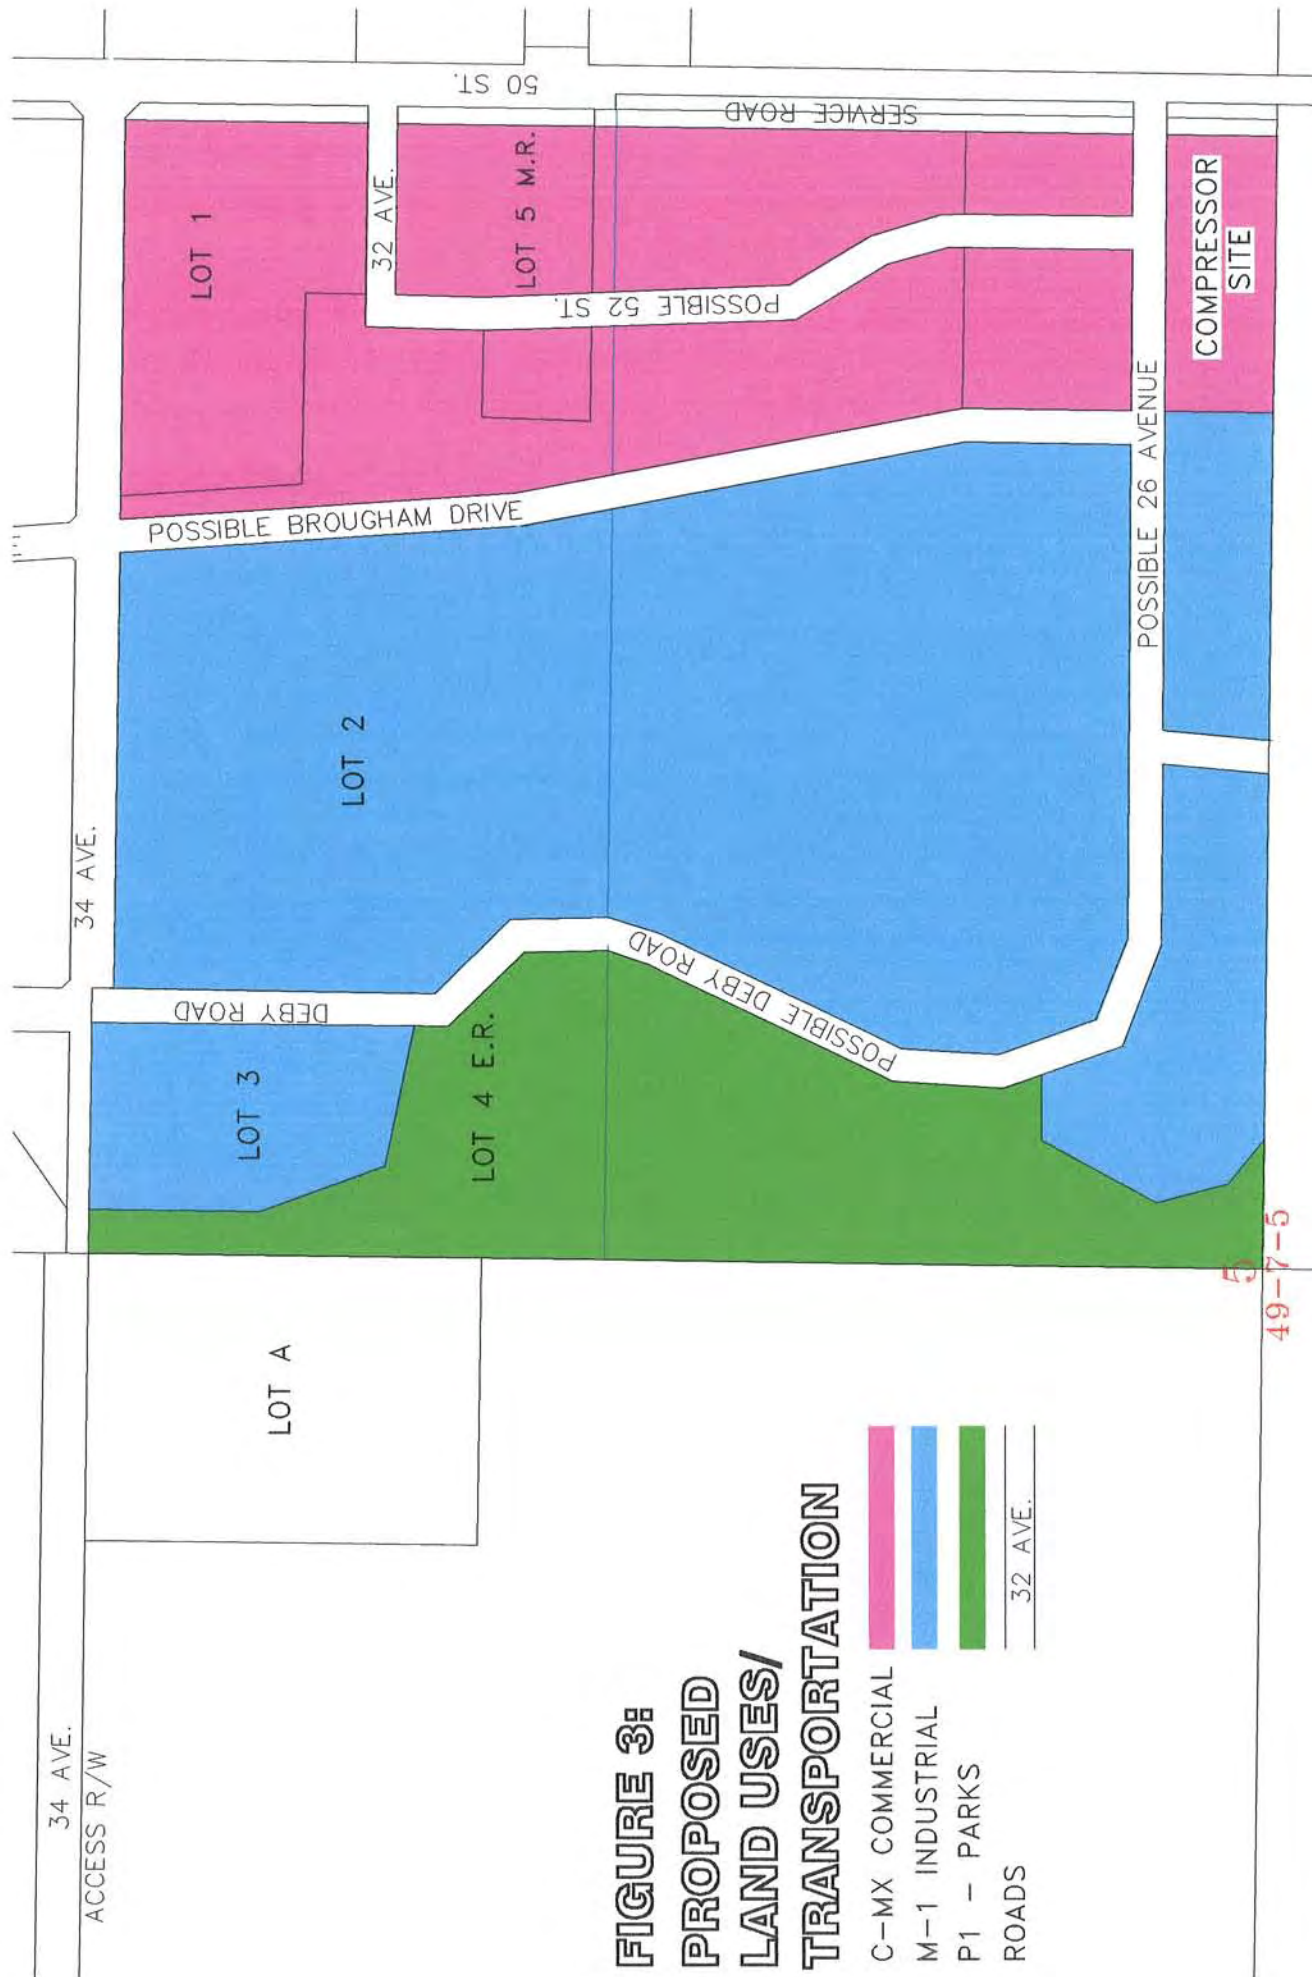 34 AVE.
ACCESS R/W
34 AVE.
LOT A
LOT 3
DEBY ROAD
LOT 4 E.R.
LOT 2
POSSIBLE BROUGHAM DRIVE
LOT 1
32 AVE.
50 ST.
LOT 5 M.R.
POSSIBLE 52 ST.
SERVICE ROAD
POSSIBLE DEBY ROAD
POSSIBLE 26 AVENUE
COMPRESSOR
SITE
5
49-7-5
FIGURE 3:
PROPOSED
LAND USES/
TRANSPORTATION
C-MX COMMERCIAL
M-1 INDUSTRIAL
P1 - PARKS
ROADS
32 AVE.